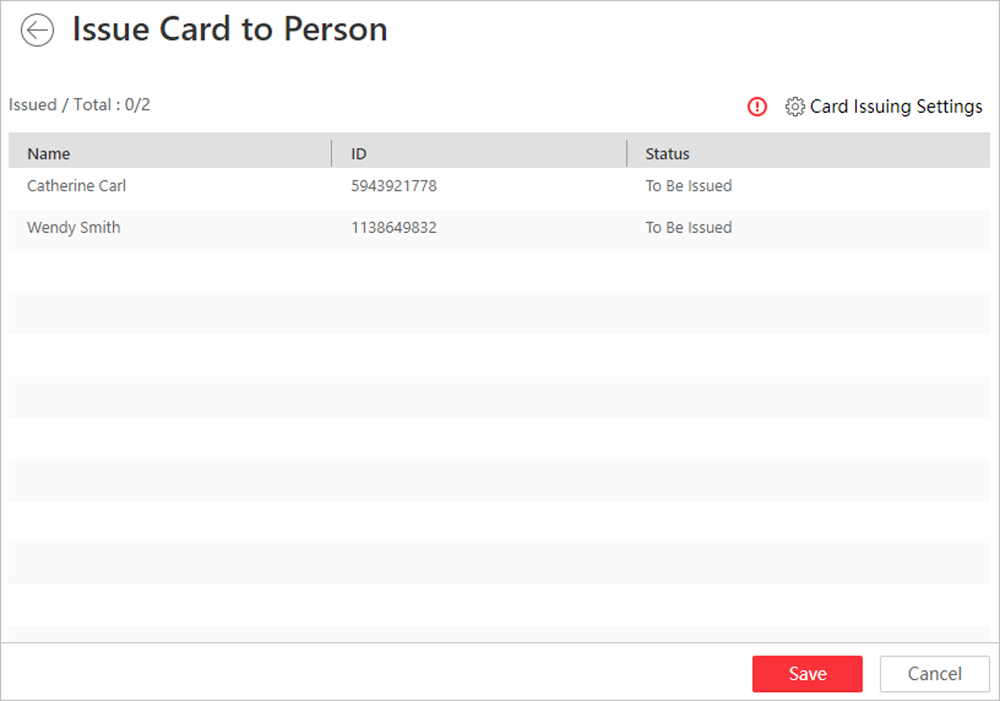 Issue Card to Person
Issued / Total : 0/2
Card Issuing Settings
Name ID Status
Catherine Carl 5943921778 To Be Issued
Wendy Smith 1138649832 To Be Issued
Save Cancel